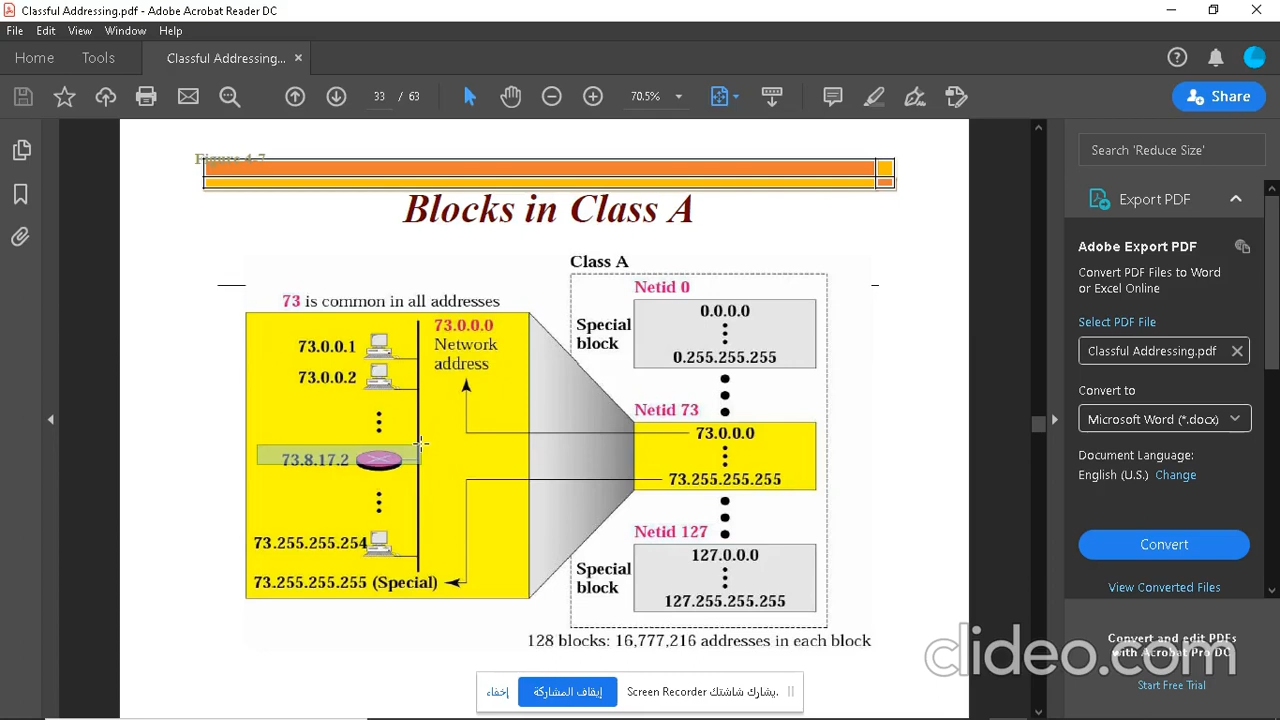 Classful Addressing.pdf - Adobe Acrobat Reader DC
File Edit View Window Help
Home Tools Classful Addressing...
33 / 63 70.5% Share
Figure 4-7
Blocks in Class A
Class A
73 is common in all addresses
73.0.0.0
Network
address
73.0.0.1
73.0.0.2
73.8.17.2
73.255.255.254
73.255.255.255 (Special)
Netid 0
Special
block
0.0.0.0
0.255.255.255
Netid 73
73.0.0.0
73.255.255.255
Netid 127
Special
block
127.0.0.0
127.255.255.255
128 blocks: 16,777,216 addresses in each block
Search 'Reduce Size'
Export PDF
Adobe Export PDF
Convert PDF Files to Word
or Excel Online
Select PDF File
Classful Addressing.pdf
Convert to
Microsoft Word (*.docx)
Document Language:
English (U.S.) Change
Convert
View Converted Files
Convert and edit PDFs
with Acrobat Pro DC
Start Free Trial
clideo.com
يشارك شاشتك Screen Recorder.
إيقاف المشاركة
إخفاء